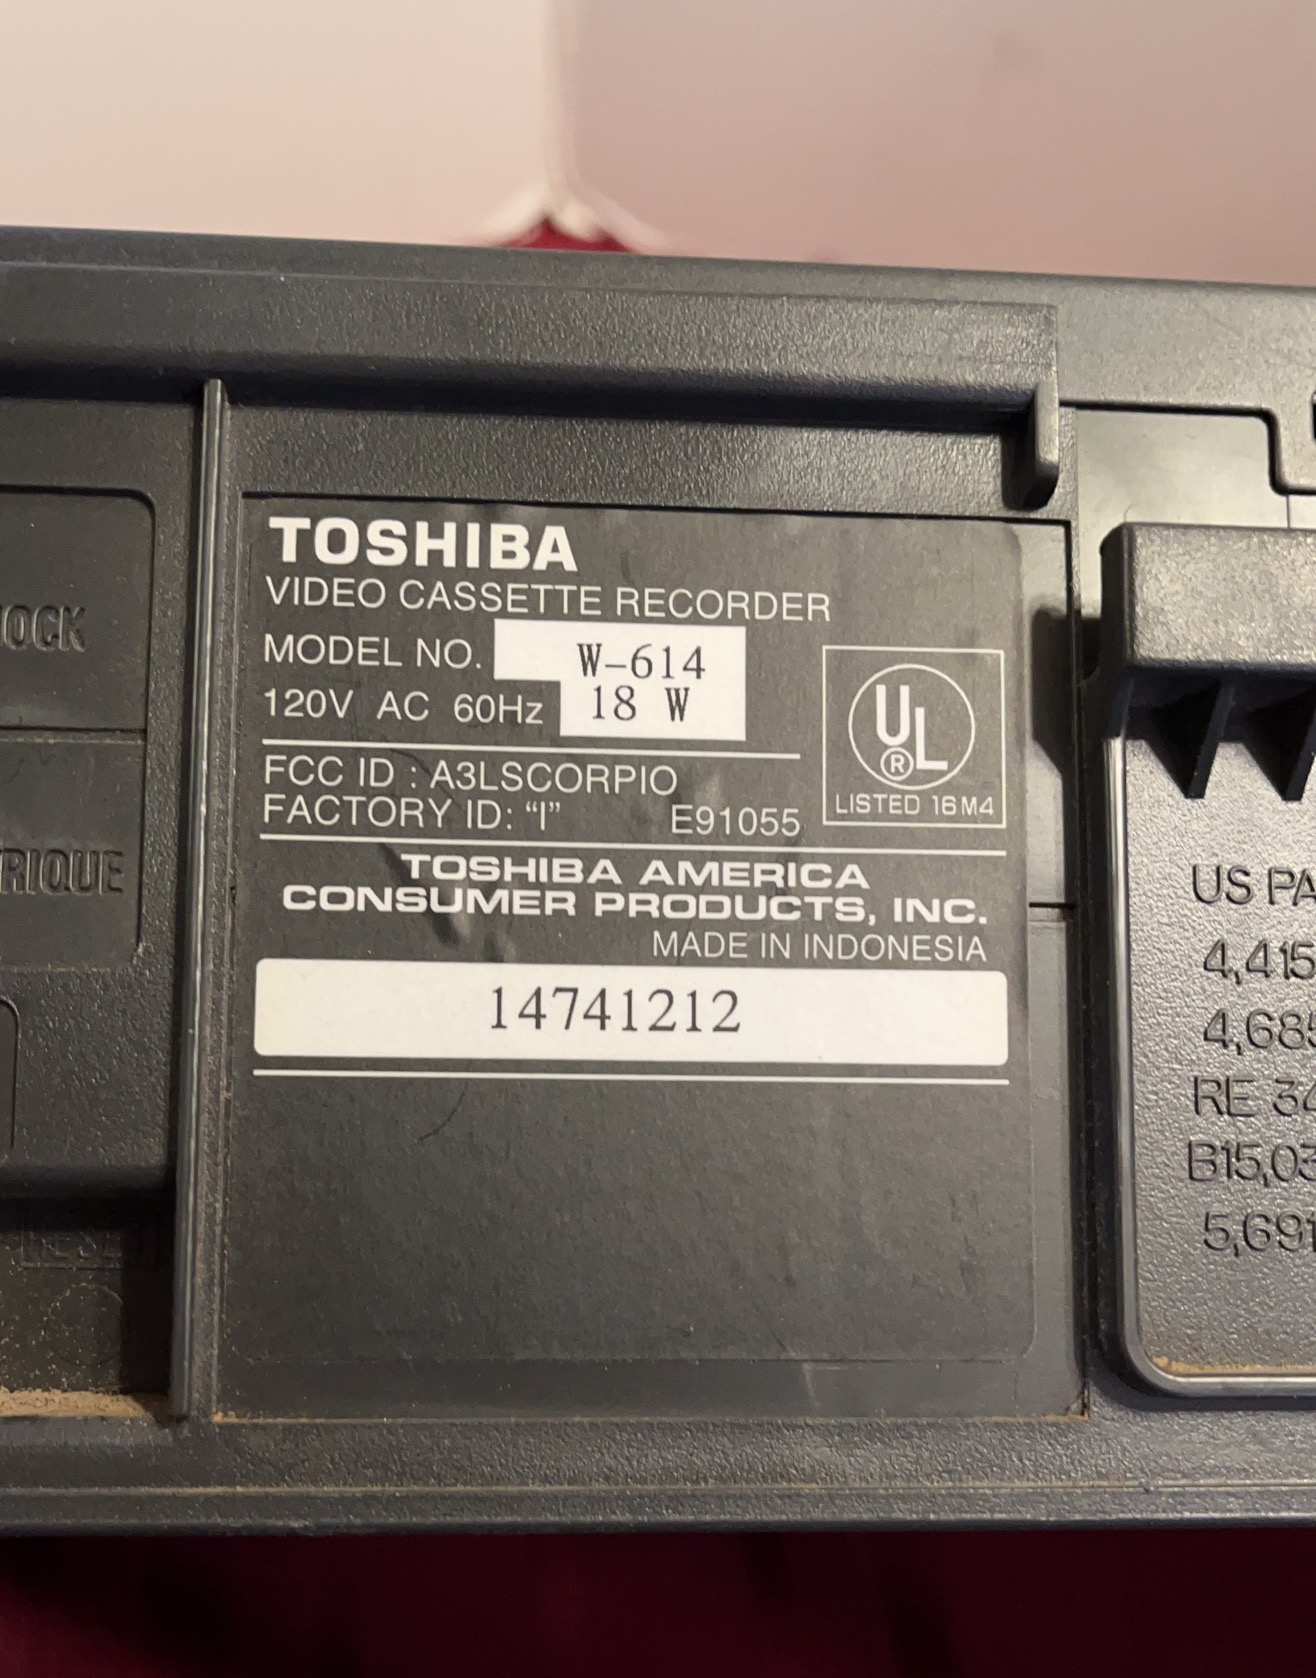 TOSHIBA
VIDEO CASSETTE RECORDER
MODEL NO. W-614
120V AC 60Hz 18 W
UL
®
LISTED 16M4
FCC ID : A3LSCORPIO
FACTORY ID: “I” E91055
TOSHIBA AMERICA
CONSUMER PRODUCTS, INC.
MADE IN INDONESIA
14741212
OCK
RIQUE
US PA
4,415
4,685
RE 32
B15,03
5,691